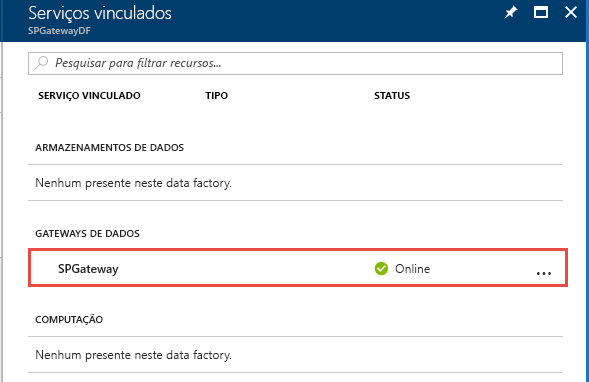 Serviços vinculados
SPGatewayDF
Pesquisar para filtrar recursos...
SERVIÇO VINCULADO TIPO STATUS
ARMAZENAMENTOS DE DADOS
Nenhum presente neste data factory.
GATEWAYS DE DADOS
SPGateway Online ...
COMPUTAÇÃO
Nenhum presente neste data factory.